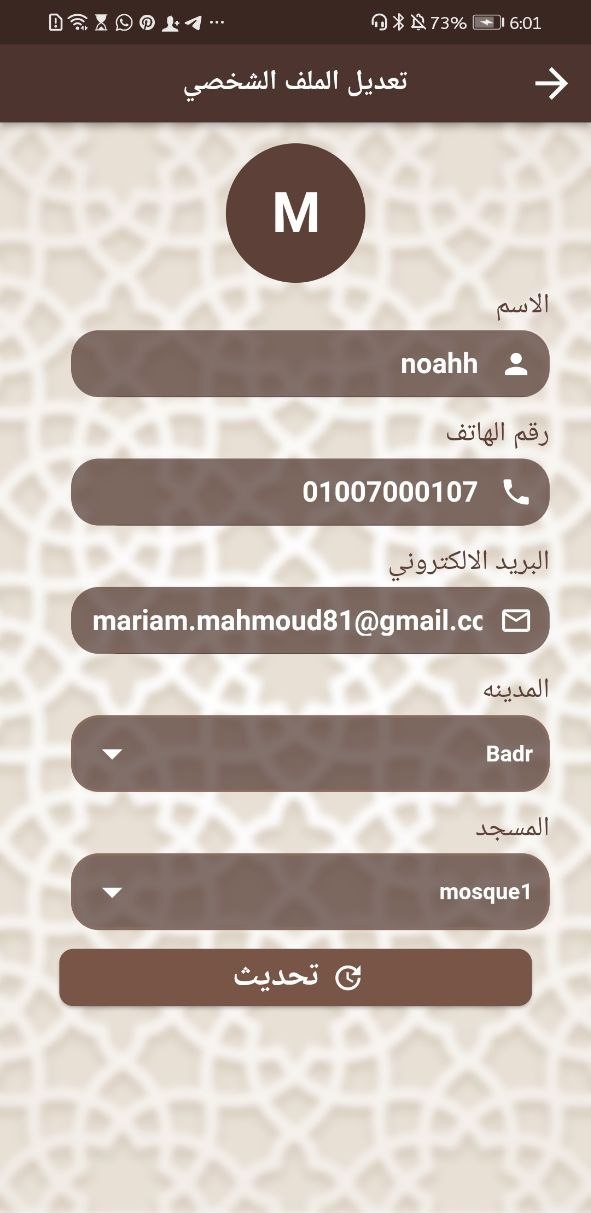 73% 6:01
تعديل الملف الشخصي
M
الاسم
noahh
رقم الهاتف
01007000107
البريد الالكتروني
mariam.mahmoud81@gmail.cc
المدينه
Badr
المسجد
mosque1
تحديث